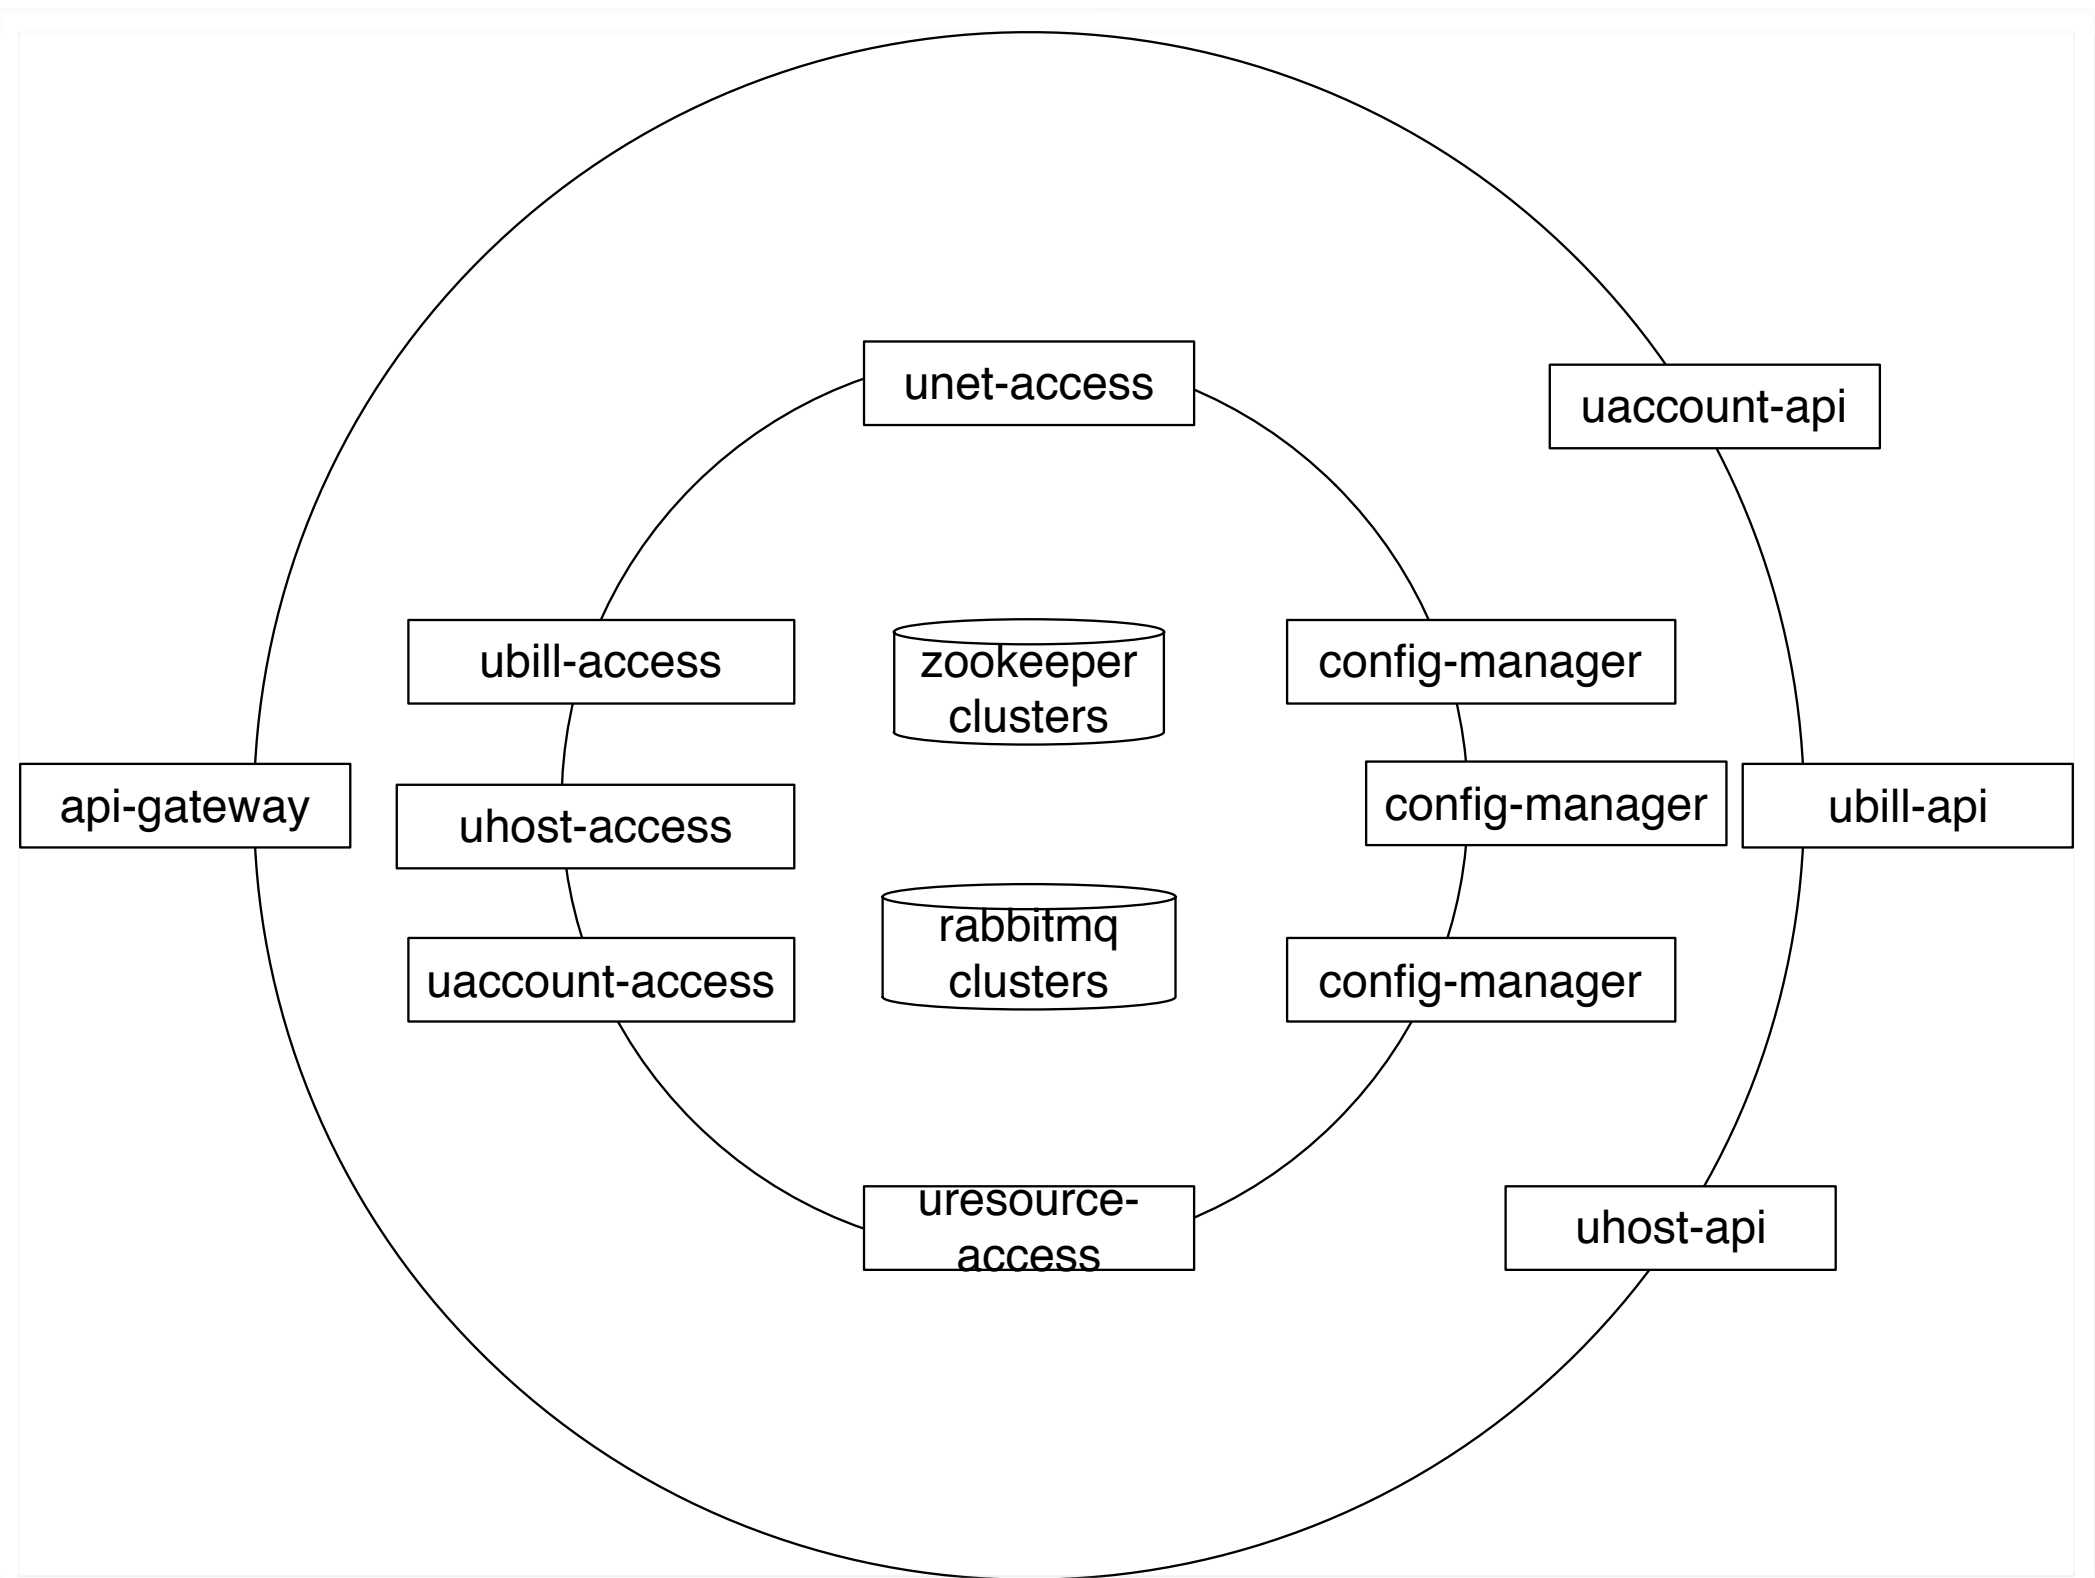 unet-access
uaccount-api
ubill-access
zookeeper
clusters
config-manager
api-gateway
uhost-access
config-manager
ubill-api
rabbitmq
clusters
uaccount-access
config-manager
uresource-
access
uhost-api